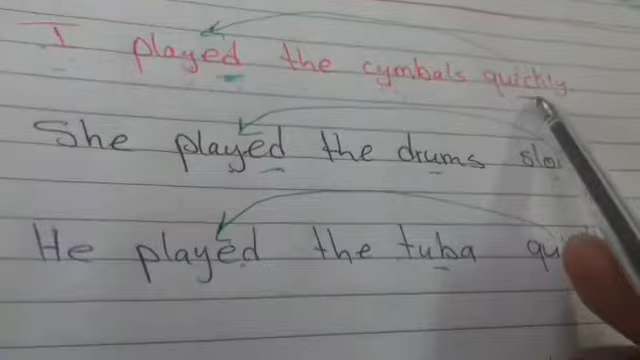 I played the cymbals quickly.
She played the drums
He played the tuba